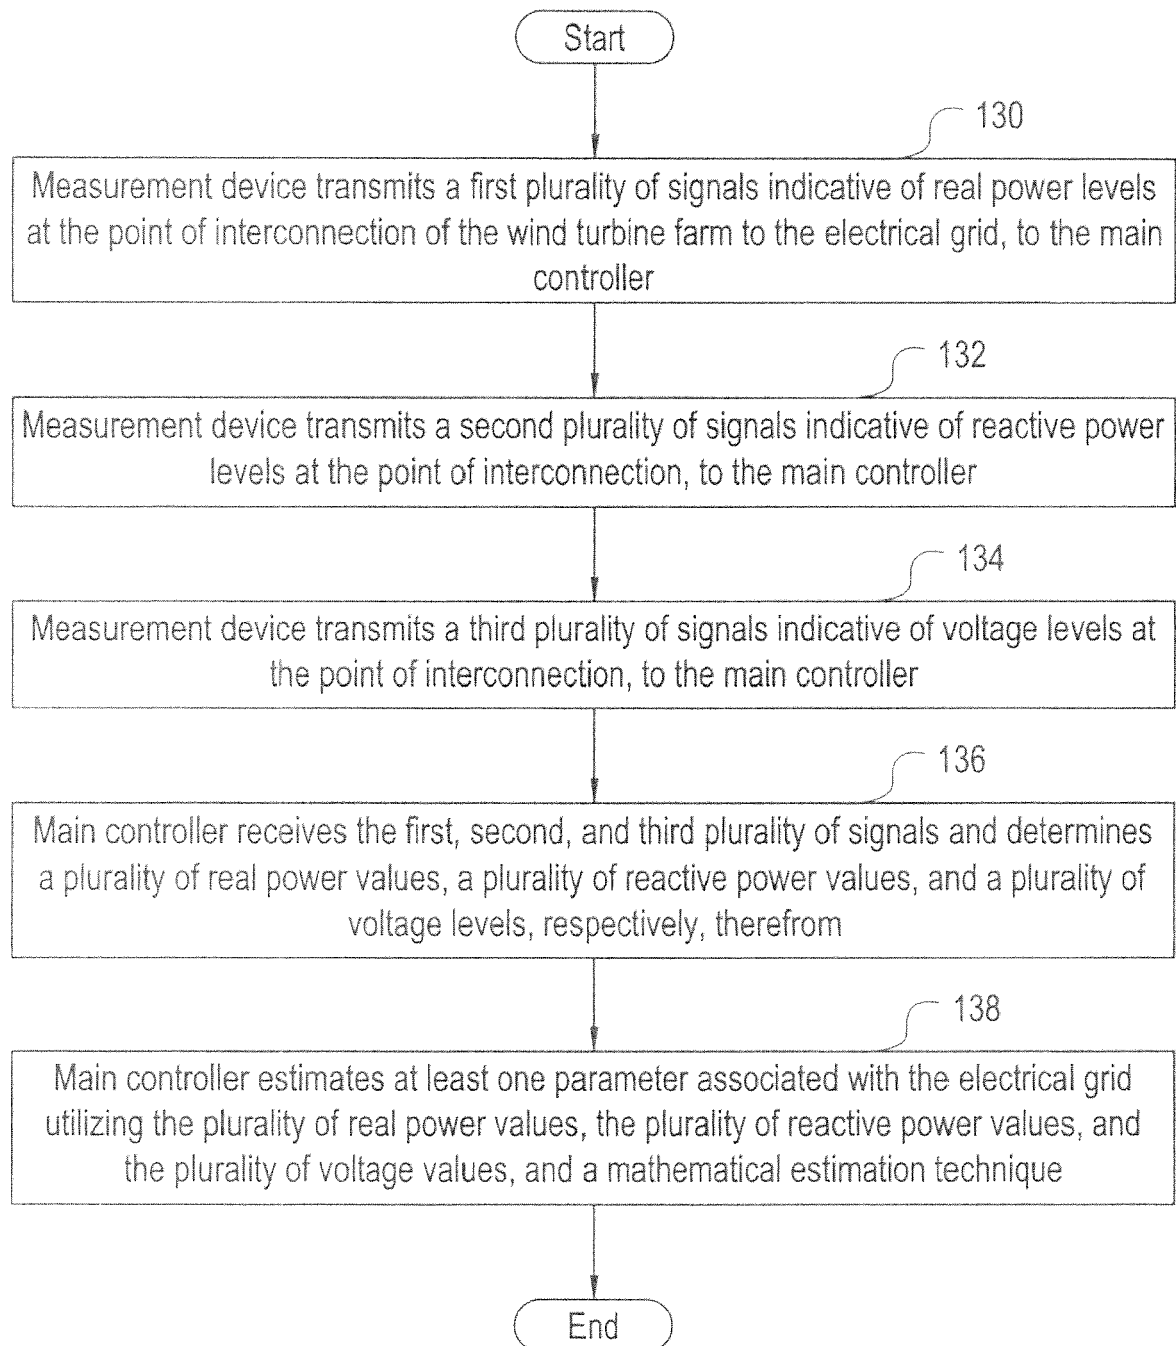 Start
130
Measurement device transmits a first plurality of signals indicative of real power levels
at the point of interconnection of the wind turbine farm to the electrical grid, to the main
controller
132
Measurement device transmits a second plurality of signals indicative of reactive power
levels at the point of interconnection, to the main controller
134
Measurement device transmits a third plurality of signals indicative of voltage levels at
the point of interconnection, to the main controller
136
Main controller receives the first, second, and third plurality of signals and determines
a plurality of real power values, a plurality of reactive power values, and a plurality of
voltage levels, respectively, therefrom
138
Main controller estimates at least one parameter associated with the electrical grid
utilizing the plurality of real power values, the plurality of reactive power values, and
the plurality of voltage values, and a mathematical estimation technique
End